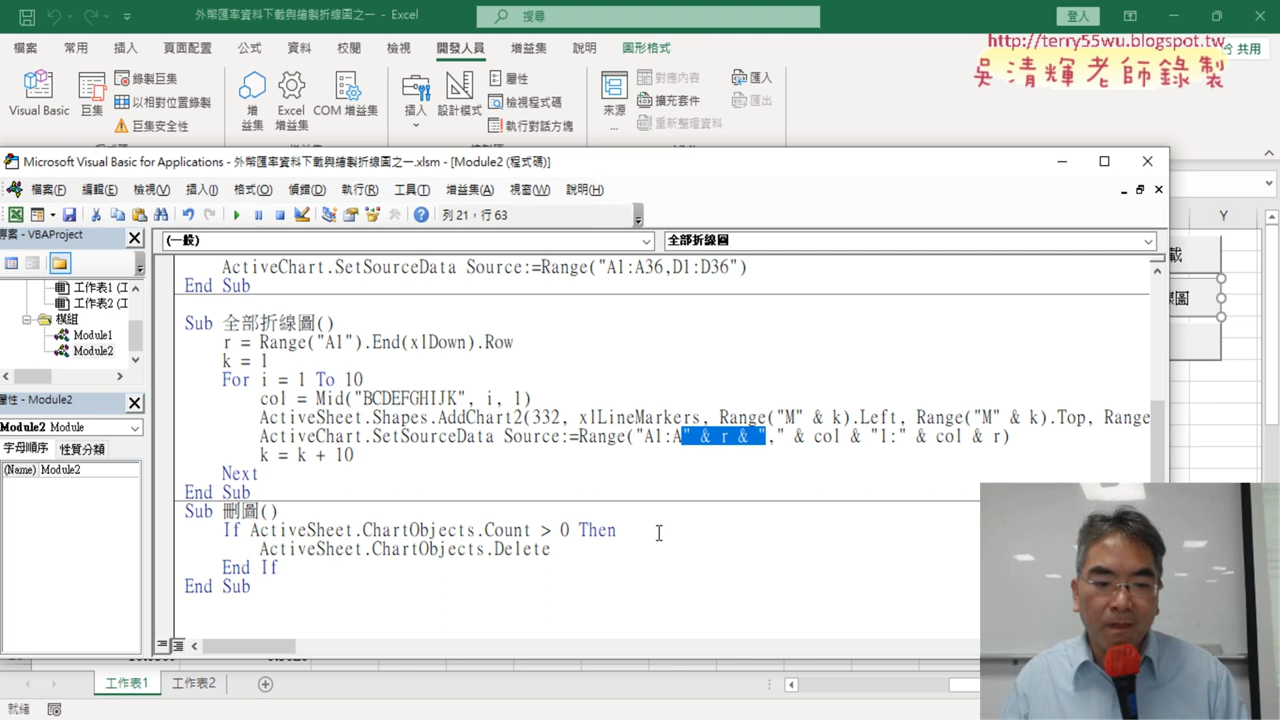 外幣匯率資料下載與繪製折線圖之一 - Excel
搜尋
登入
檔案 常用 插入 頁面配置 公式 資料 校閱 檢視 開發人員 增益集 說明 圖形格式
共用
http://terry55wu.blogspot.tw
吳清輝老師錄製
Visual Basic 巨集 錄製巨集 以相對位置錄製 巨集安全性
增益集 Excel 增益集 COM 增益集
插入 設計模式 屬性 檢視程式碼 執行對話方塊
來源 對應內容 擴充套件 重新整理資料 匯入 匯出
Microsoft Visual Basic for Applications - 外幣匯率資料下載與繪製折線圖之一.xlsm - [Module2 (程式碼)]
檔案(F) 編輯(E) 檢視(V) 插入(I) 格式(O) 偵錯(D) 執行(R) 工具(T) 增益集(A) 視窗(W) 說明(H)
列 21，行 63
專案 - VBAProject
(一般) 全部折線圖
工作表1 (工
工作表2 (工
模組
Module1
Module2
屬性 - Module2
Module2 Module
字母順序 性質分類
(Name) Module2
ActiveChart.SetSourceData Source:=Range("A1:A36,D1:D36")
End Sub
Sub 全部折線圖()
r = Range("A1").End(xlDown).Row
k = 1
For i = 1 To 10
col = Mid("BCDEFGHIJK", i, 1)
ActiveSheet.Shapes.AddChart2(332, xlLineMarkers, Range("M" & k).Left, Range("M" & k).Top, Range
ActiveChart.SetSourceData Source:=Range("A1:A" & r & "," & col & "1:" & col & r)
k = k + 10
Next
End Sub
Sub 刪圖()
If ActiveSheet.ChartObjects.Count > 0 Then
ActiveSheet.ChartObjects.Delete
End If
End Sub
Y
載
線圖
工作表1 工作表2
就緒